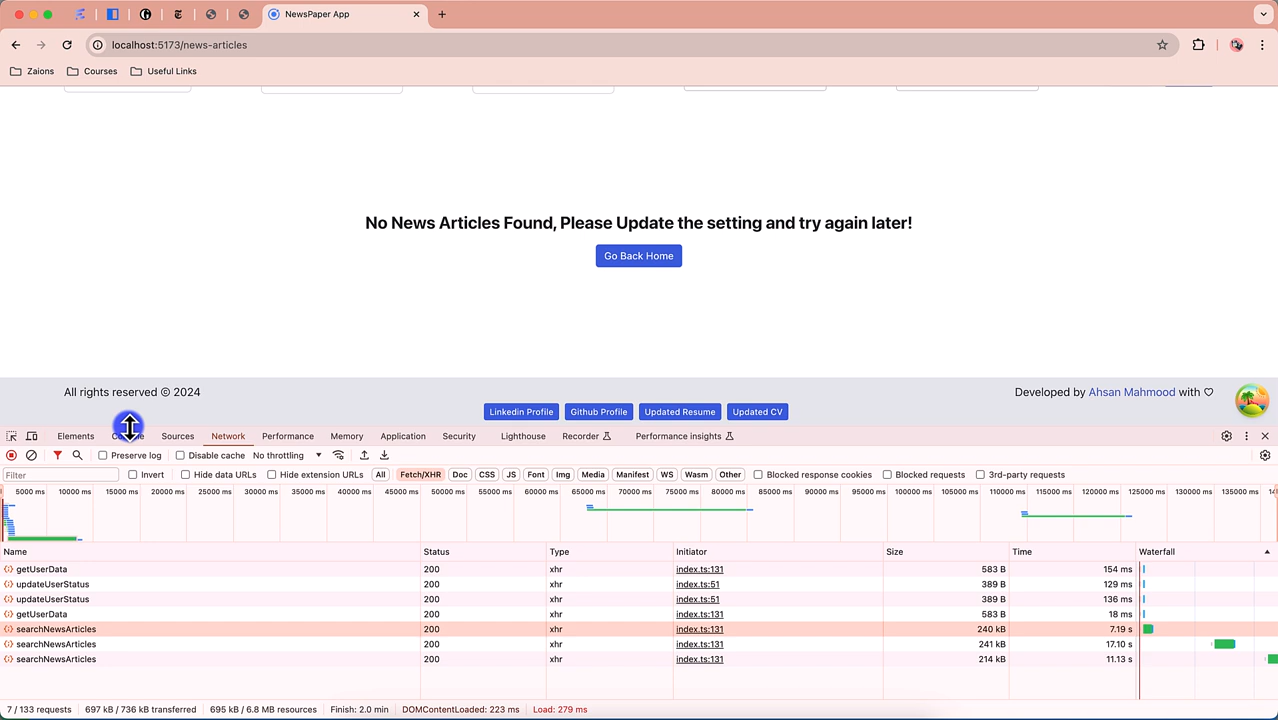 NewsPaper App
localhost:5173/news-articles
Zaions Courses Useful Links
No News Articles Found, Please Update the setting and try again later!
Go Back Home
All rights reserved © 2024
Developed by Ahsan Mahmood with ♡
Linkedin Profile Github Profile Updated Resume Updated CV
Elements Sources Network Performance Memory Application Security Lighthouse Recorder Performance insights
Preserve log Disable cache No throttling
Filter Invert Hide data URLs Hide extension URLs All Fetch/XHR Doc CSS JS Font Img Media Manifest WS Wasm Other Blocked response cookies Blocked requests 3rd-party requests
5000 ms 10000 ms 15000 ms 20000 ms 25000 ms 30000 ms 35000 ms 40000 ms 45000 ms 50000 ms 55000 ms 60000 ms 65000 ms 70000 ms 75000 ms 80000 ms 85000 ms 90000 ms 95000 ms 100000 ms 105000 ms 110000 ms 115000 ms 120000 ms 125000 ms 130000 ms 135000 ms
Name Status Type Initiator Size Time Waterfall
getUserData 200 xhr index.ts:131 583 B 154 ms
updateUserStatus 200 xhr index.ts:51 389 B 129 ms
updateUserStatus 200 xhr index.ts:51 389 B 136 ms
getUserData 200 xhr index.ts:131 583 B 18 ms
searchNewsArticles 200 xhr index.ts:131 240 kB 7.19 s
searchNewsArticles 200 xhr index.ts:131 241 kB 17.10 s
searchNewsArticles 200 xhr index.ts:131 214 kB 11.13 s
7 / 133 requests 697 kB / 736 kB transferred 695 kB / 6.8 MB resources Finish: 2.0 min DOMContentLoaded: 223 ms Load: 279 ms